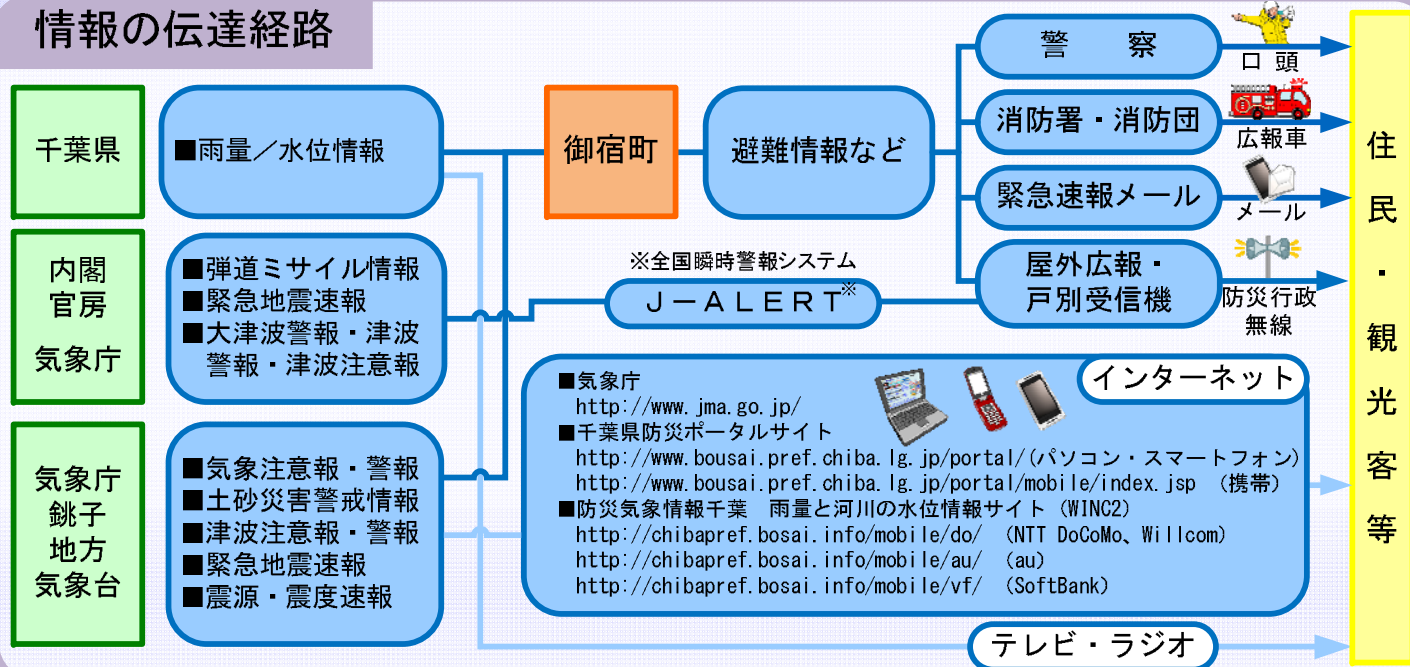 情報の伝達経路
千葉県
■雨量／水位情報
御宿町
避難情報など
警　察
口 頭
消防署・消防団
広報車
緊急速報メール
メール
屋外広報・
戸別受信機
防災行政
無線
内閣
官房
気象庁
■弾道ミサイル情報
■緊急地震速報
■大津波警報・津波
警報・津波注意報
※全国瞬時警報システム
Ｊ－ＡＬＥＲＴ※
気象庁
銚子
地方
気象台
■気象注意報・警報
■土砂災害警戒情報
■津波注意報・警報
■緊急地震速報
■震源・震度速報
インターネット
■気象庁
http://www.jma.go.jp/
■千葉県防災ポータルサイト
http://www.bousai.pref.chiba.lg.jp/portal/(パソコン・スマートフォン)
http://www.bousai.pref.chiba.lg.jp/portal/mobile/index.jsp （携帯）
■防災気象情報千葉　雨量と河川の水位情報サイト（WINC2）
http://chibapref.bosai.info/mobile/do/ （NTT DoCoMo、Willcom）
http://chibapref.bosai.info/mobile/au/ （au）
http://chibapref.bosai.info/mobile/vf/ （SoftBank）
テレビ・ラジオ
住民・観光客等